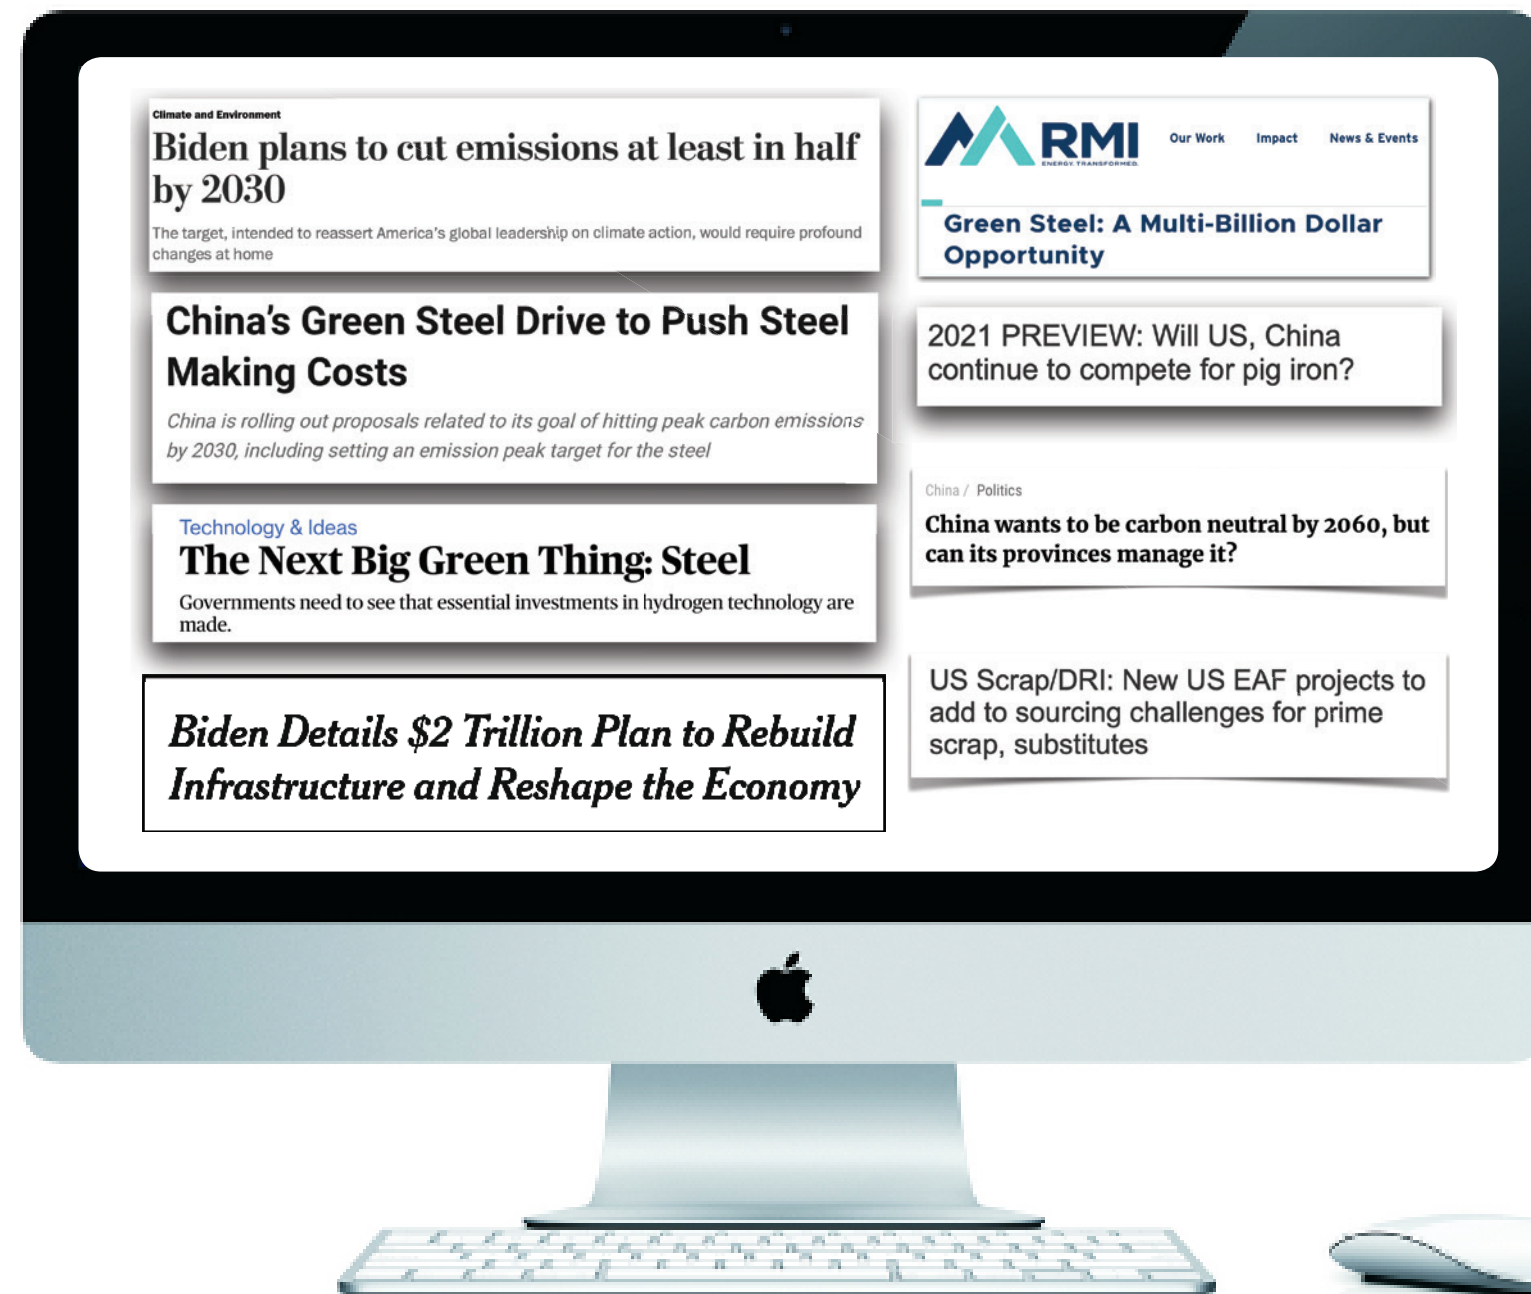 Climate and Environment
Biden plans to cut emissions at least in half
by 2030
The target, intended to reassert America's global leadership on climate action, would require profound
changes at home
China's Green Steel Drive to Push Steel
Making Costs
China is rolling out proposals related to its goal of hitting peak carbon emissions
by 2030, including setting an emission peak target for the steel
Technology & Ideas
The Next Big Green Thing: Steel
Governments need to see that essential investments in hydrogen technology are
made.
Biden Details $2 Trillion Plan to Rebuild
Infrastructure and Reshape the Economy
RMI
ENERGY. TRANSFORMED.
Our Work Impact News & Events
Green Steel: A Multi-Billion Dollar
Opportunity
2021 PREVIEW: Will US, China
continue to compete for pig iron?
China / Politics
China wants to be carbon neutral by 2060, but
can its provinces manage it?
US Scrap/DRI: New US EAF projects to
add to sourcing challenges for prime
scrap, substitutes